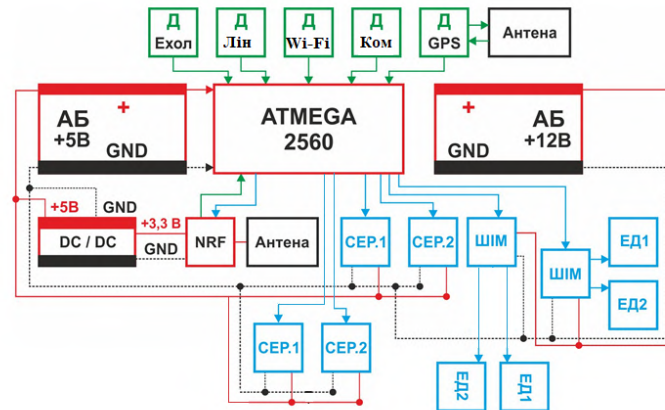 Д
Ехол
Д
Лін
Д
Wi-Fi
Д
Ком
Д
GPS
Антена
АБ
+
+5В
GND
ATMEGA
2560
+
АБ
+12В
GND
+5В
GND
+3,3 В
DC / DC
GND
NRF
Антена
СЕР.1
СЕР.2
ШІМ
ШІМ
ЕД1
ЕД2
СЕР.1
СЕР.2
ЕД2
ЕД1